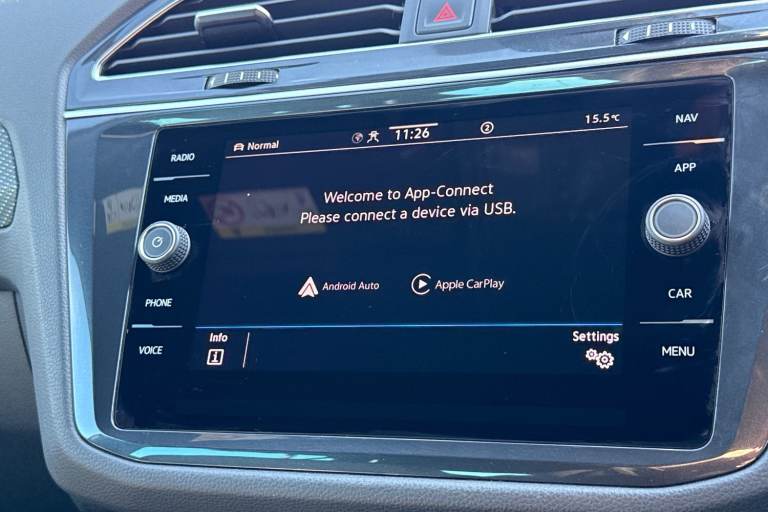 RADIO
MEDIA
PHONE
VOICE
Normal
11:26
2
15.5°C
Welcome to App-Connect
Please connect a device via USB.
Android Auto
Apple CarPlay
Info
i
Settings
NAV
APP
CAR
MENU